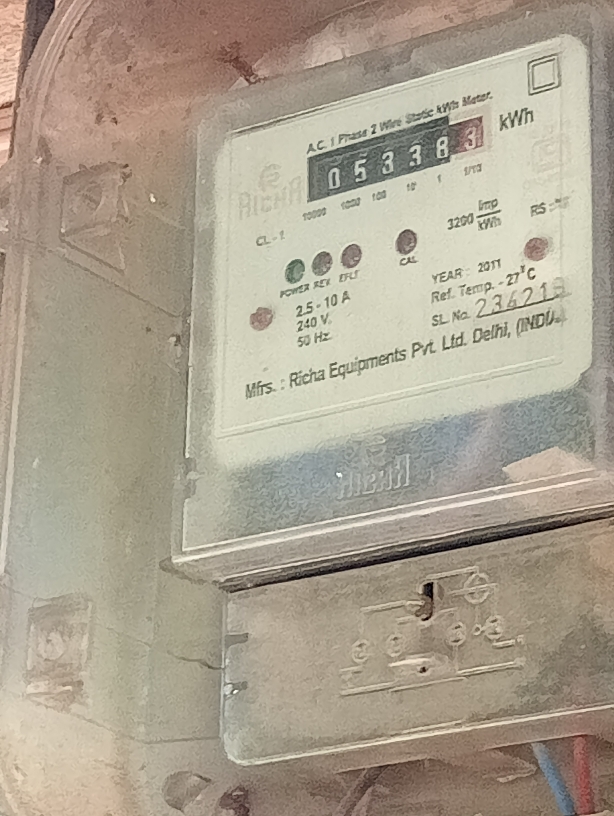 A.C. 1 Phase 2 Wire Static kWh Meter.
0 5 3 3 8 3 kWh
10000 1000 100 10 1 1/10
RICHA
CL - 1
3200 Imp/kWh
RS
POWER REV EFLT CAL
2.5 - 10 A
240 V.
50 Hz.
YEAR : 2011
Ref. Temp. - 27°C
SL. No.
Mfrs. : Richa Equipments Pvt. Ltd. Delhi,